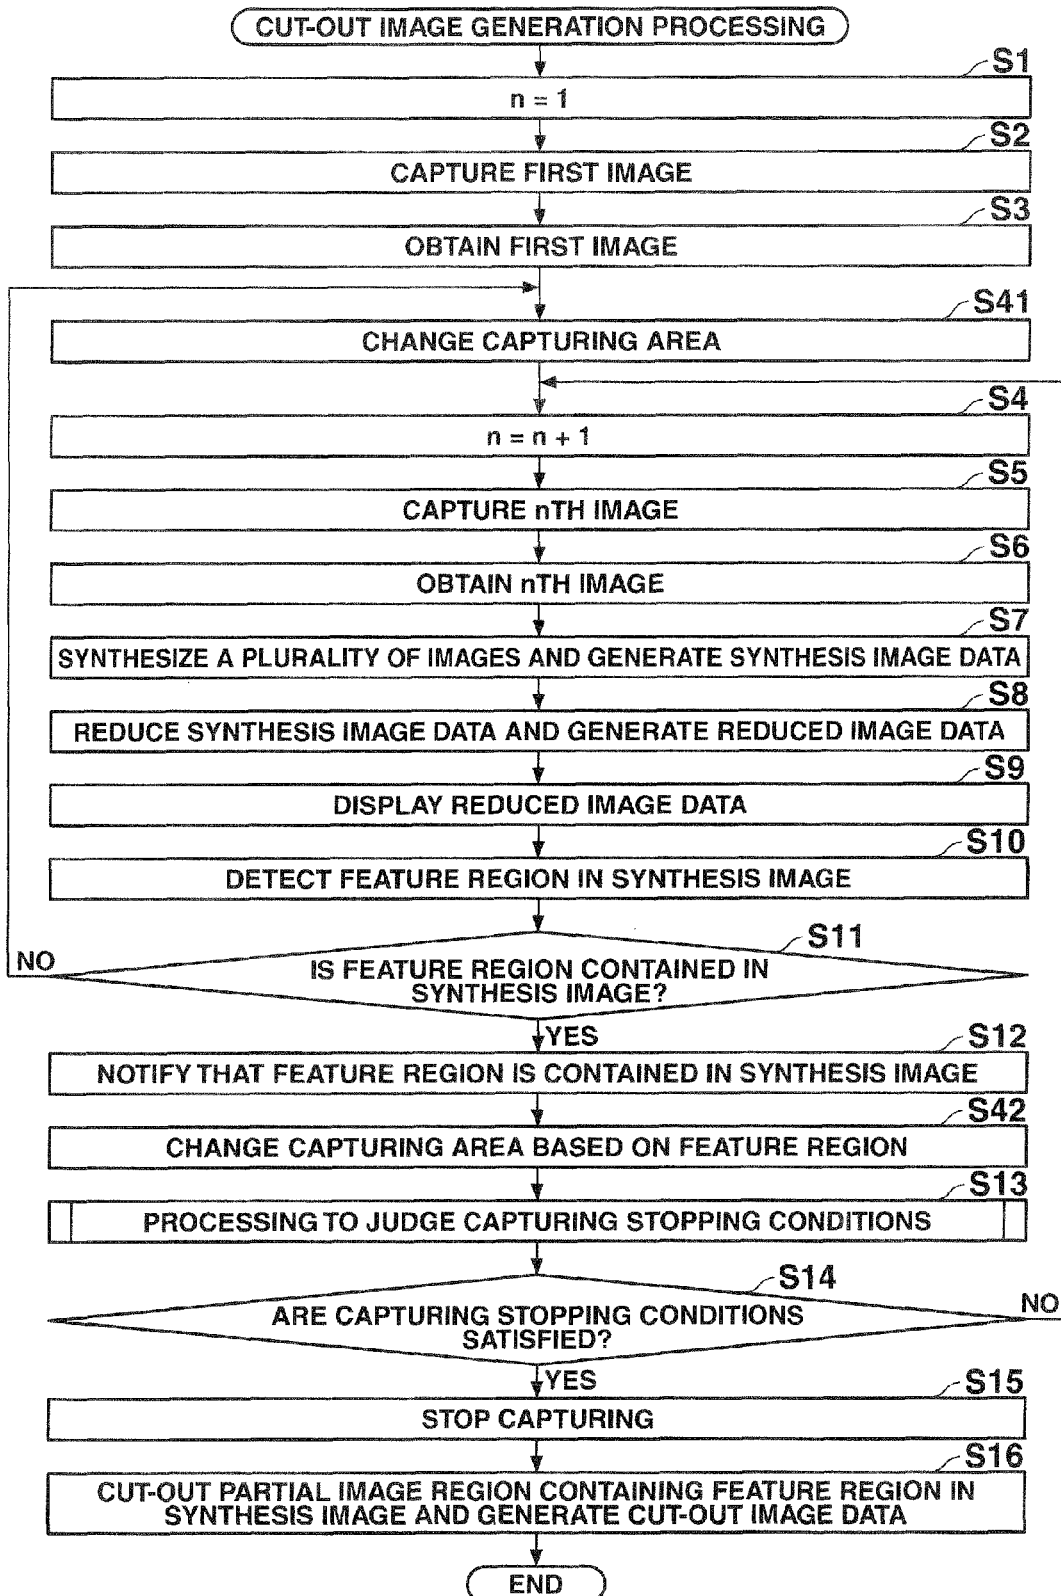 CUT-OUT IMAGE GENERATION PROCESSING
S1
n = 1
S2
CAPTURE FIRST IMAGE
S3
OBTAIN FIRST IMAGE
S41
CHANGE CAPTURING AREA
S4
n = n + 1
S5
CAPTURE nTH IMAGE
S6
OBTAIN nTH IMAGE
S7
SYNTHESIZE A PLURALITY OF IMAGES AND GENERATE SYNTHESIS IMAGE DATA
S8
REDUCE SYNTHESIS IMAGE DATA AND GENERATE REDUCED IMAGE DATA
S9
DISPLAY REDUCED IMAGE DATA
S10
DETECT FEATURE REGION IN SYNTHESIS IMAGE
S11
NO
IS FEATURE REGION CONTAINED IN
SYNTHESIS IMAGE?
YES
S12
NOTIFY THAT FEATURE REGION IS CONTAINED IN SYNTHESIS IMAGE
S42
CHANGE CAPTURING AREA BASED ON FEATURE REGION
S13
PROCESSING TO JUDGE CAPTURING STOPPING CONDITIONS
S14
NO
ARE CAPTURING STOPPING CONDITIONS
SATISFIED?
YES
S15
STOP CAPTURING
S16
CUT-OUT PARTIAL IMAGE REGION CONTAINING FEATURE REGION IN
SYNTHESIS IMAGE AND GENERATE CUT-OUT IMAGE DATA
END